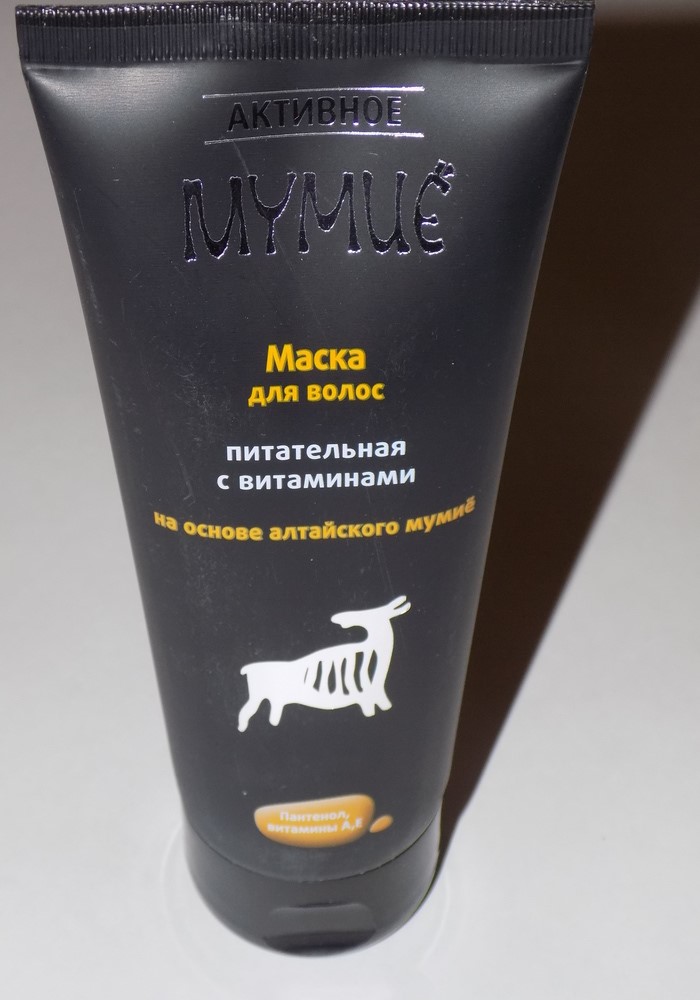 АКТИВНОЕ
МУМИЁ
Маска
для волос
питательная
с витаминами
на основе алтайского мумиё
Пантенол,
витамины А,Е